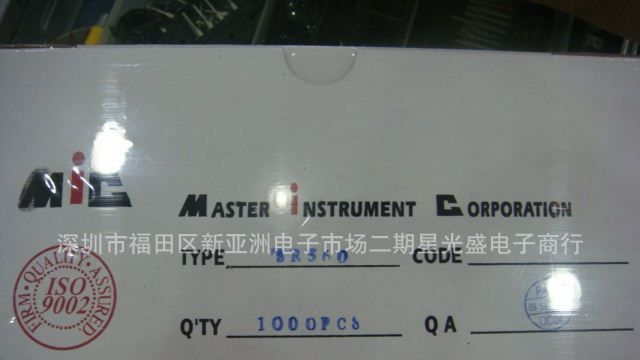 MiC
MASTER iNSTRUMENT CORPORATION
深圳市福田区新亚洲电子市场二期星光盛电子商行
TYPE SR560 CODE
FIRM · QUALITY · ASSURED
ISO
9002
Q'TY 1000PCS QA